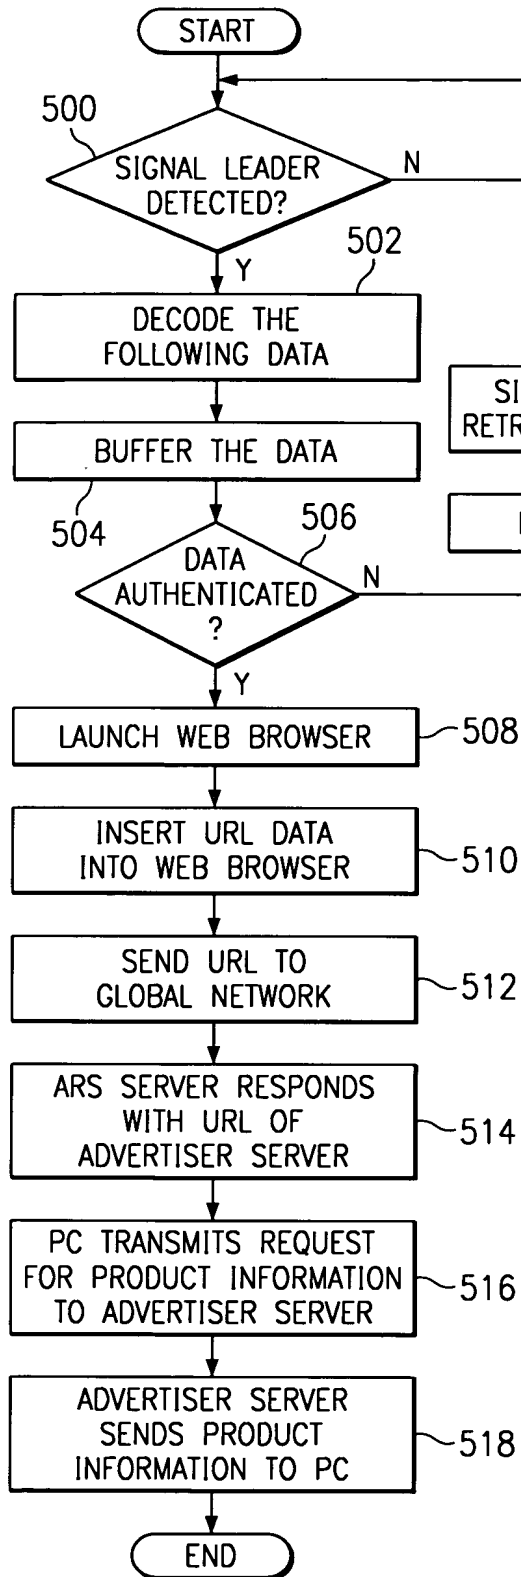 START
500
SIGNAL LEADER
DETECTED?
N
Y
502
DECODE THE
FOLLOWING DATA
BUFFER THE DATA
504
506
DATA
AUTHENTICATED
?
N
Y
LAUNCH WEB BROWSER
508
INSERT URL DATA
INTO WEB BROWSER
510
SEND URL TO
GLOBAL NETWORK
512
ARS SERVER RESPONDS
WITH URL OF
ADVERTISER SERVER
514
PC TRANSMITS REQUEST
FOR PRODUCT INFORMATION
TO ADVERTISER SERVER
516
ADVERTISER SERVER
SENDS PRODUCT
INFORMATION TO PC
518
END